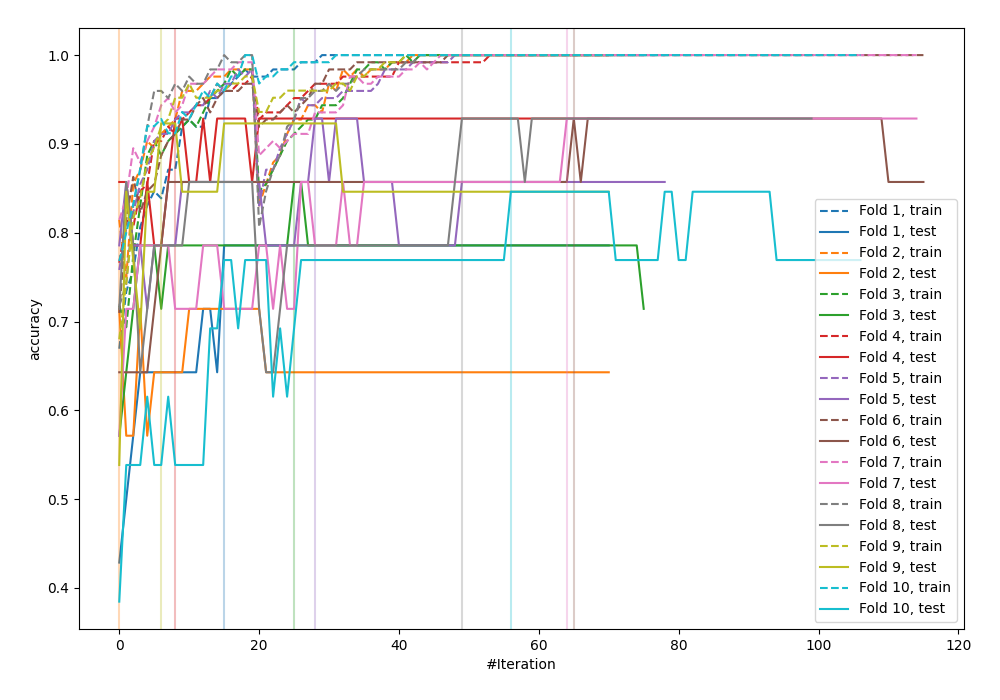 1.0
0.9
0.8
0.7
0.6
0.5
0.4
accuracy
0
20
40
60
80
100
120
#Iteration
Fold 1, train
Fold 1, test
Fold 2, train
Fold 2, test
Fold 3, train
Fold 3, test
Fold 4, train
Fold 4, test
Fold 5, train
Fold 5, test
Fold 6, train
Fold 6, test
Fold 7, train
Fold 7, test
Fold 8, train
Fold 8, test
Fold 9, train
Fold 9, test
Fold 10, train
Fold 10, test